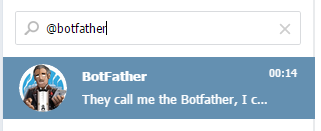 @botfather
BotFather 00:14
They call me the Botfather, I c...